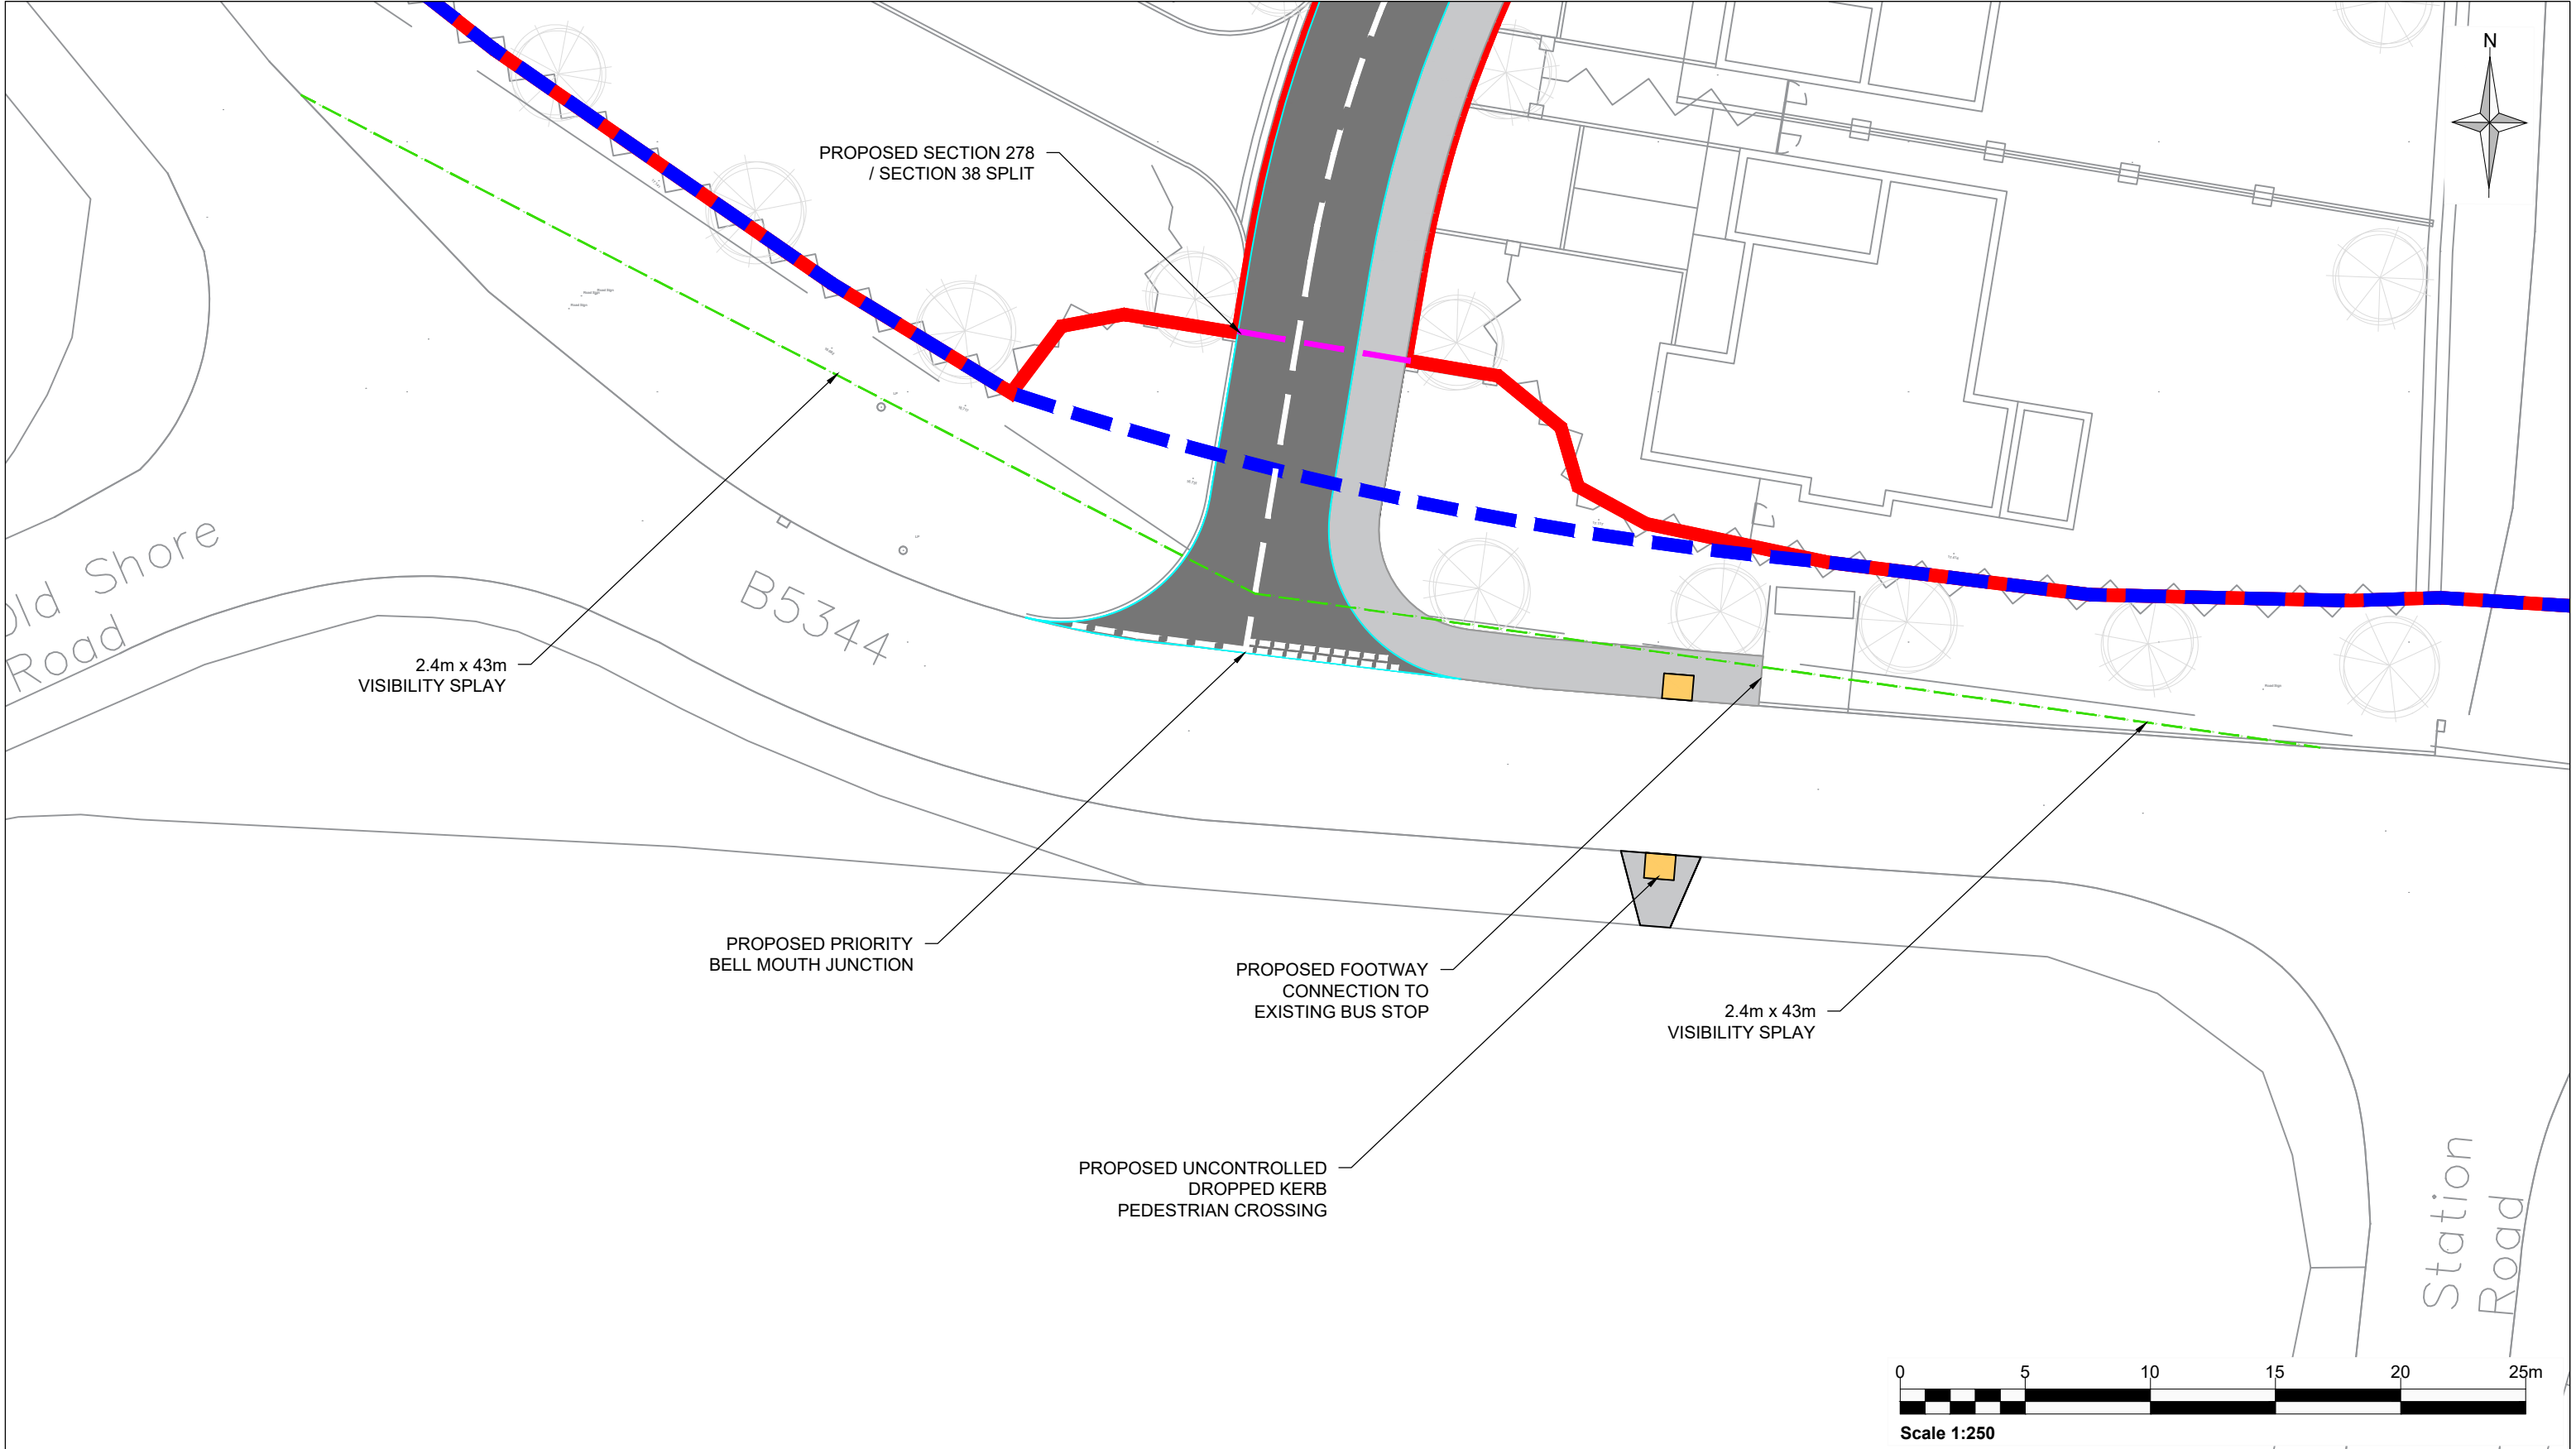 N
PROPOSED SECTION 278
/ SECTION 38 SPLIT
Old Shore
Road
B5344
2.4m x 43m
VISIBILITY SPLAY
PROPOSED PRIORITY
BELL MOUTH JUNCTION
PROPOSED FOOTWAY
CONNECTION TO
EXISTING BUS STOP
2.4m x 43m
VISIBILITY SPLAY
PROPOSED UNCONTROLLED
DROPPED KERB
PEDESTRIAN CROSSING
Station
Road
0 5 10 15 20 25m
Scale 1:250